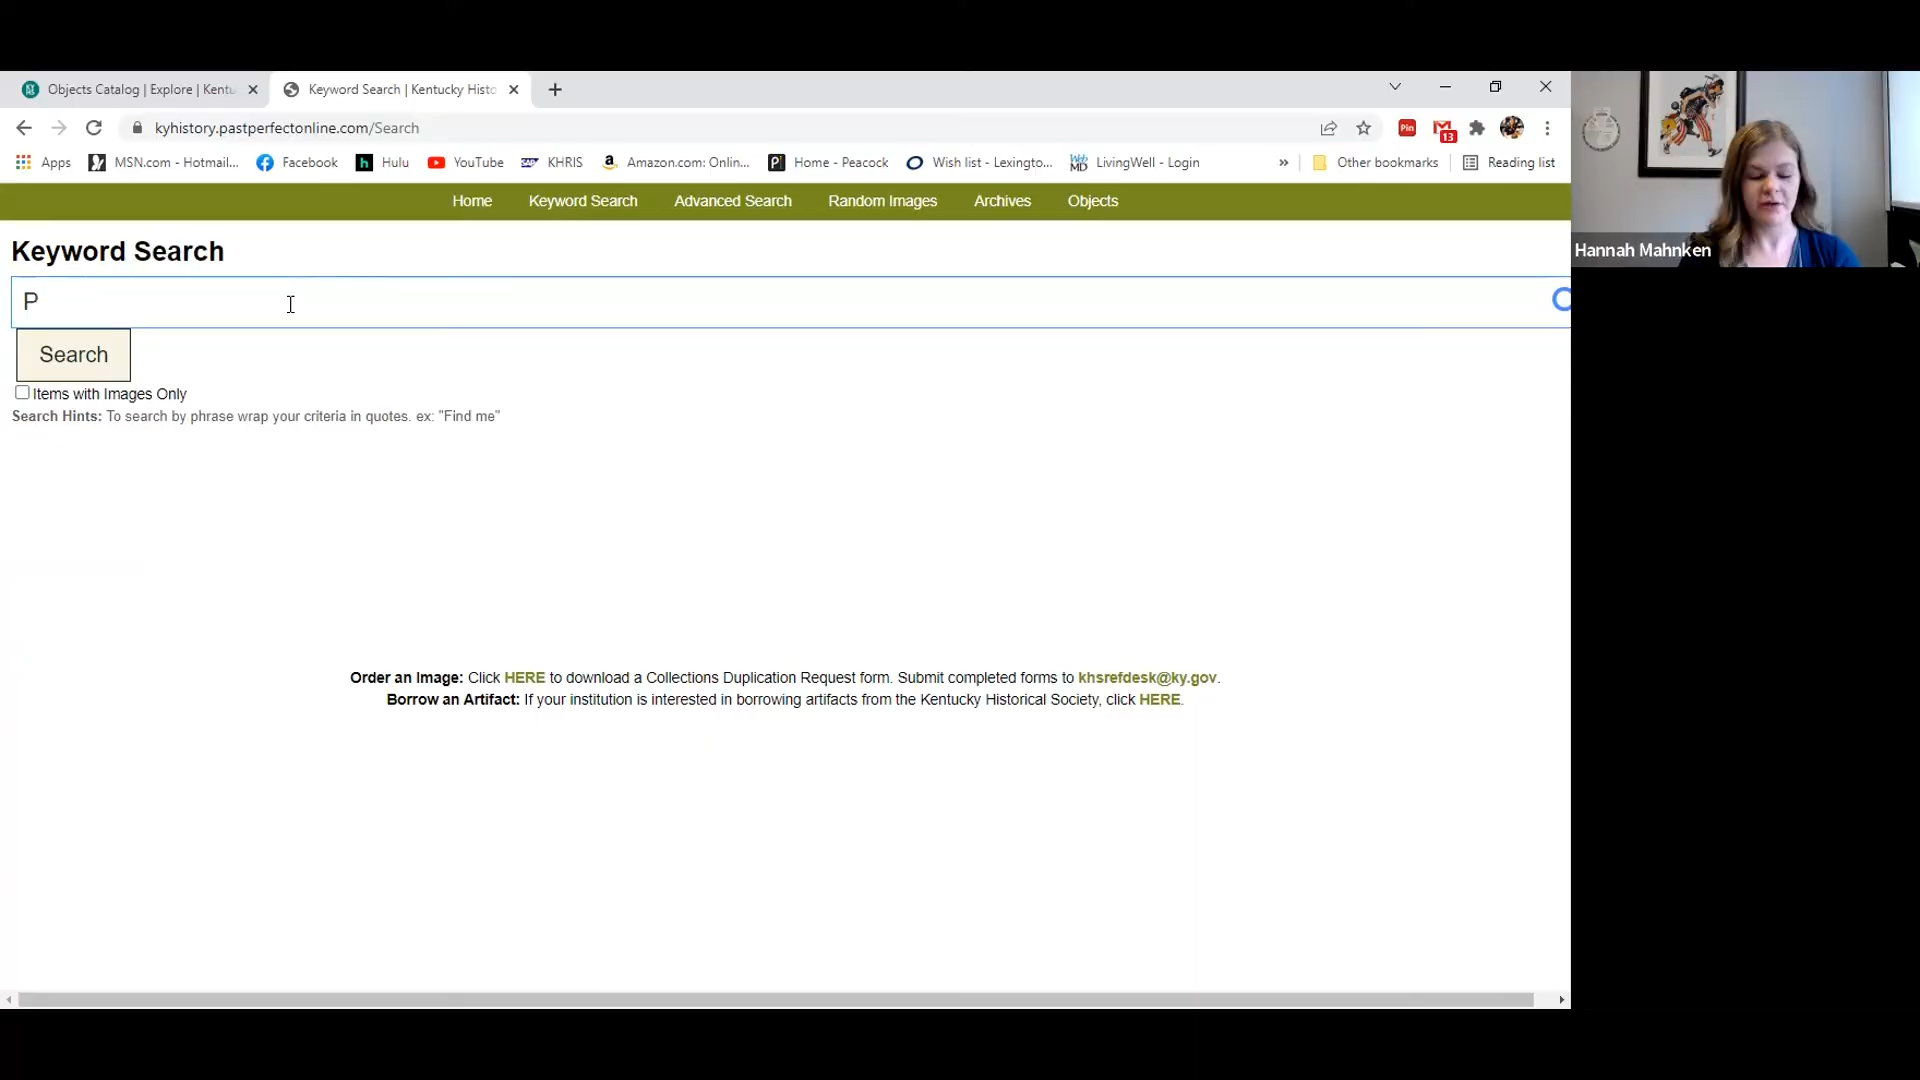 Objects Catalog | Explore | Kentu
Keyword Search | Kentucky Histo
kyhistory.pastperfectonline.com/Search
Pin
13
Apps
MSN.com - Hotmail...
f
Facebook
h
Hulu
YouTube
SAP
KHRIS
a
Amazon.com: Onlin...
P
Home - Peacock
Wish list - Lexingto...
Web MD
LivingWell - Login
»
Other bookmarks
Reading list
Home
Keyword Search
Advanced Search
Random Images
Archives
Objects
Keyword Search
P
Search
Items with Images Only
Search Hints: To search by phrase wrap your criteria in quotes. ex: "Find me"
Order an Image: Click HERE to download a Collections Duplication Request form. Submit completed forms to khsrefdesk@ky.gov.
Borrow an Artifact: If your institution is interested in borrowing artifacts from the Kentucky Historical Society, click HERE.
Hannah Mahnken